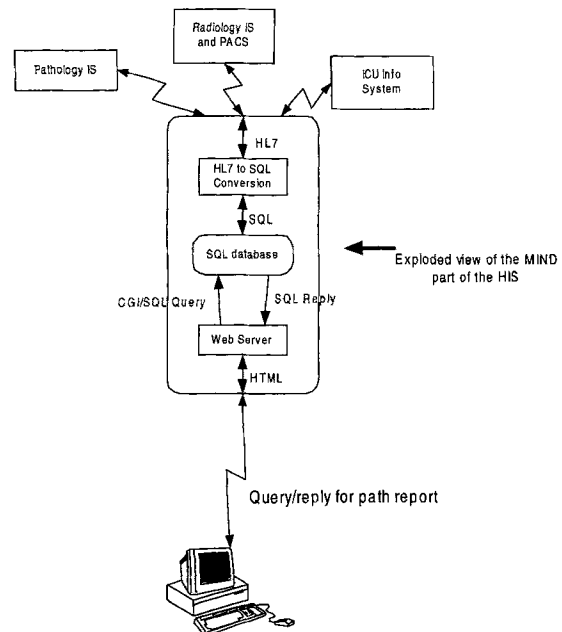 Radiology IS
and PACS
Pathology IS
ICU Info
System
HL7
HL7 to SQL
Conversion
SQL
SQL database
Exploded view of the MIND
part of the HIS
CGI/SQL Query
SQL Reply
Web Server
HTML
Query/reply for path report